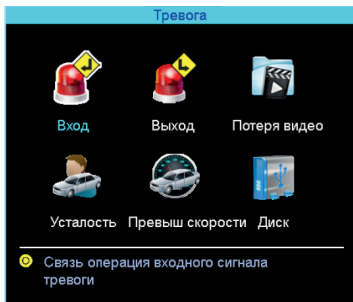 Тревога
Вход
Выход
Потеря видео
Усталость
Превыш скорости
Диск
Связь операция входного сигнала
тревоги